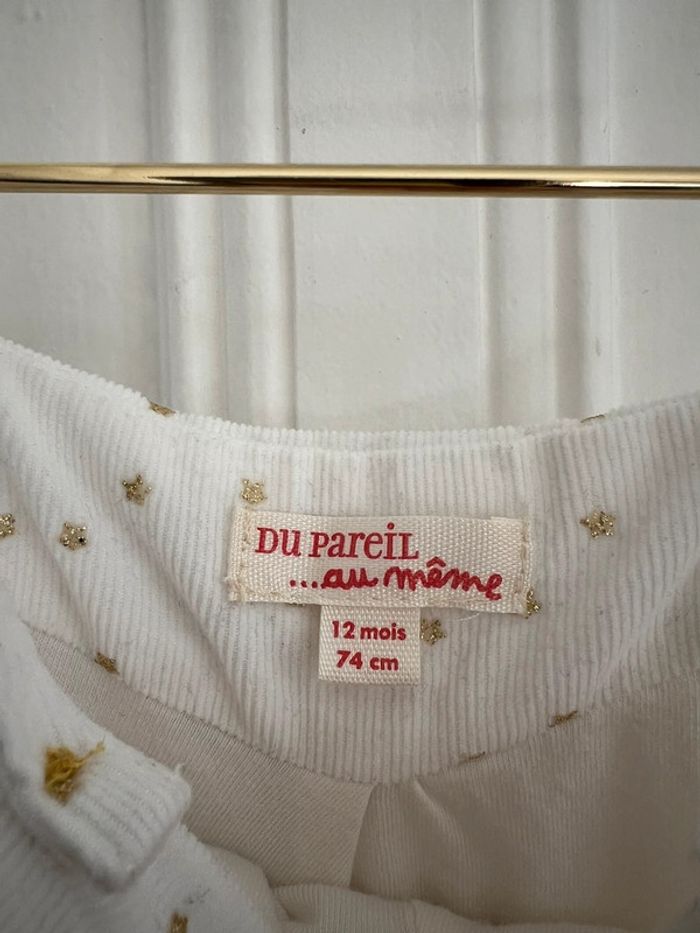 Du Pareil
...au même
12 mois
74 cm